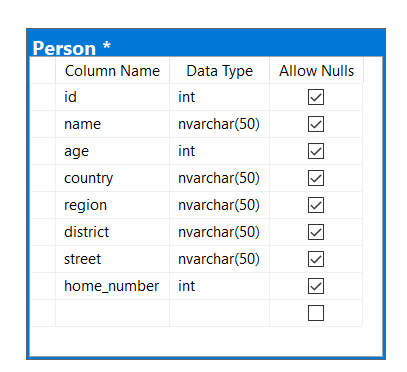 Person *
Column Name Data Type Allow Nulls
id int
name nvarchar(50)
age int
country nvarchar(50)
region nvarchar(50)
district nvarchar(50)
street nvarchar(50)
home_number int